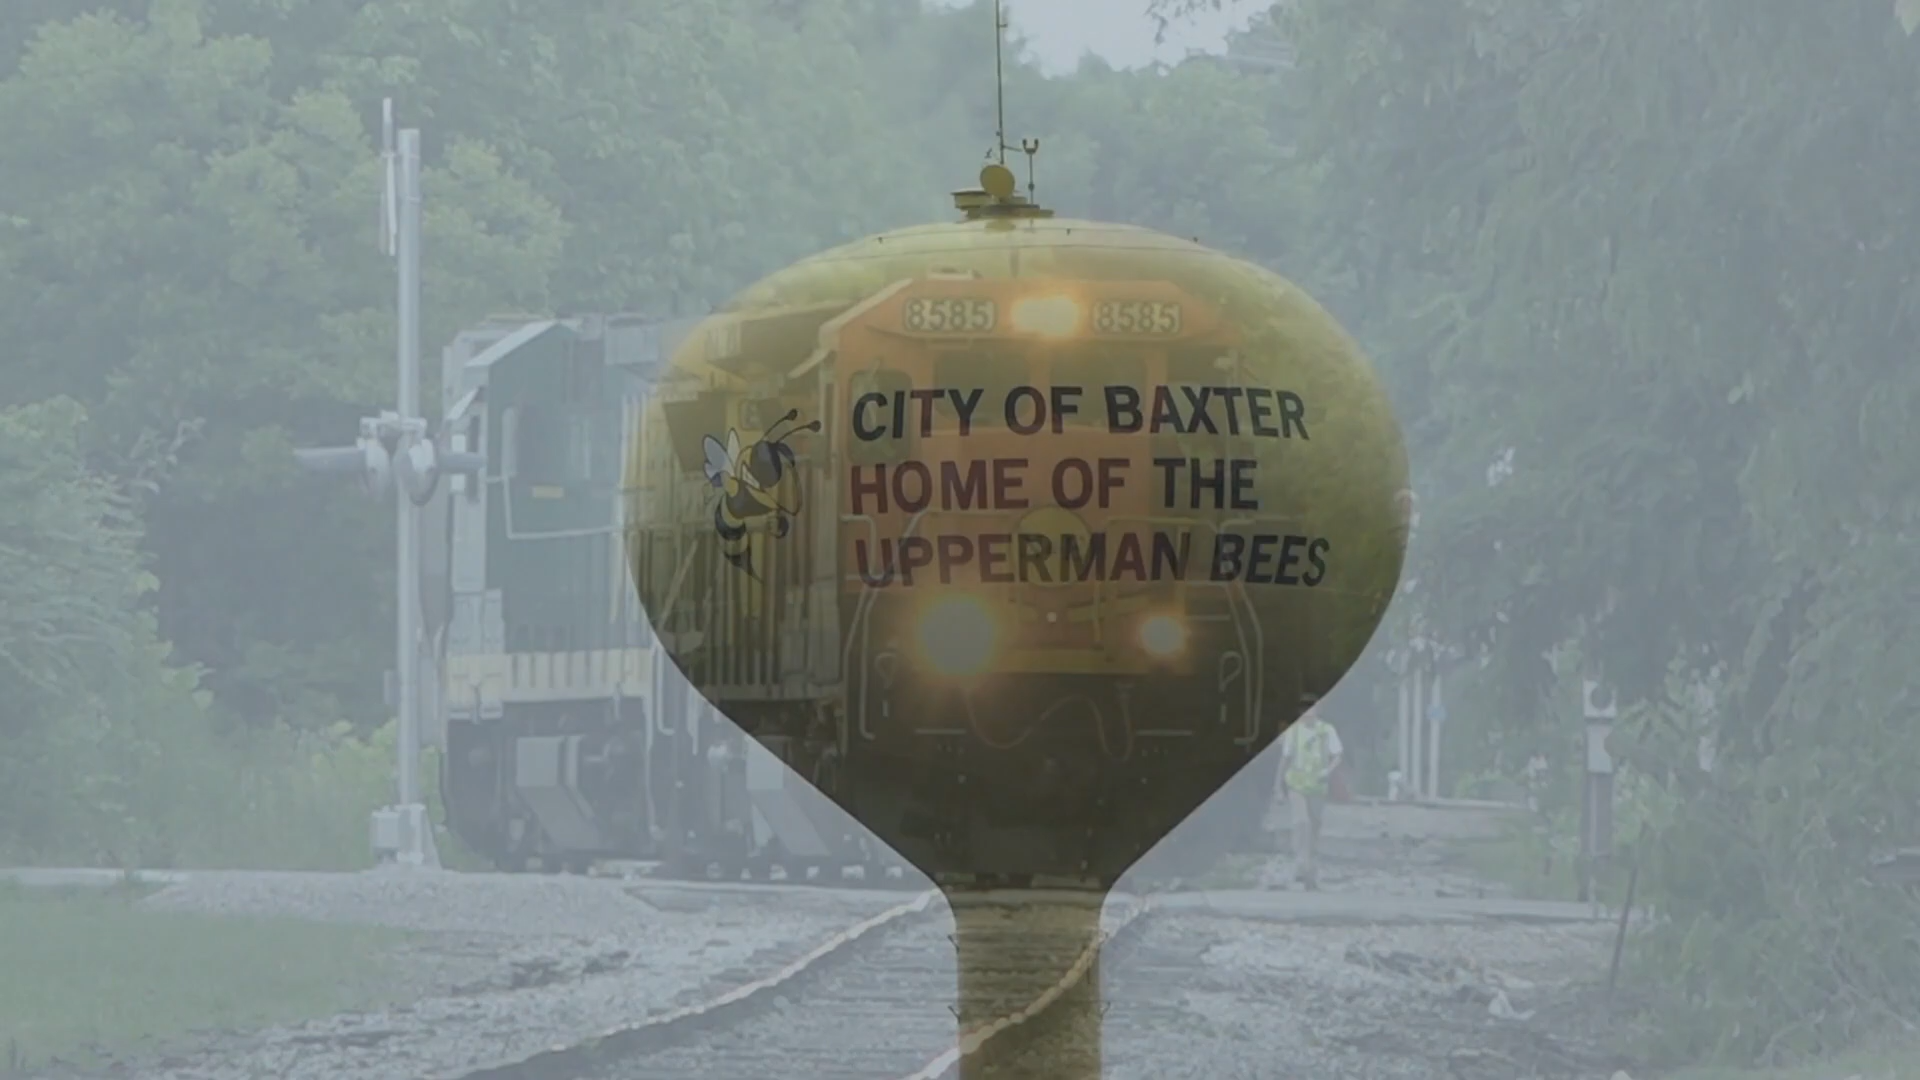 8585 8585
CITY OF BAXTER
HOME OF THE
UPPERMAN BEES